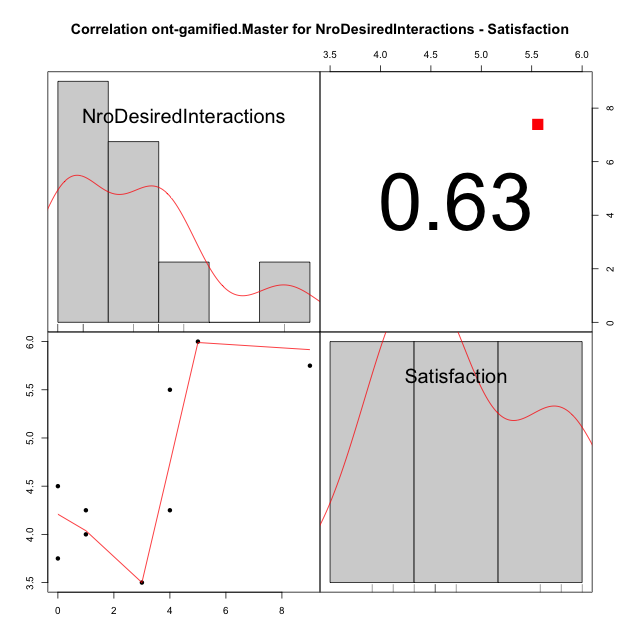 Correlation ont-gamified.Master for NroDesiredInteractions - Satisfaction
3.5 4.0 4.5 5.0 5.5 6.0
NroDesiredInteractions
0.63
8
6
4
2
0
6.0
5.5
5.0
4.5
4.0
3.5
Satisfaction
0 2 4 6 8